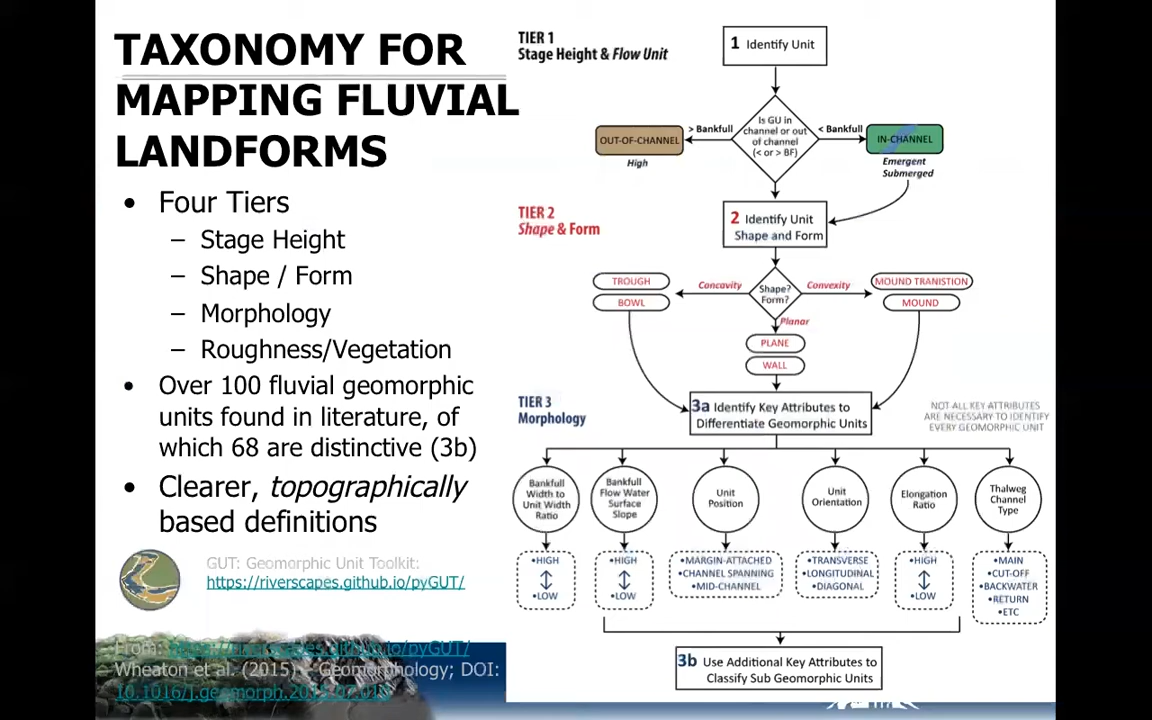 TAXONOMY FOR
MAPPING FLUVIAL
LANDFORMS
• Four Tiers
– Stage Height
– Shape / Form
– Morphology
– Roughness/Vegetation
• Over 100 fluvial geomorphic
units found in literature, of
which 68 are distinctive (3b)
• Clearer, topographically
based definitions
GUT: Geomorphic Unit Toolkit:
https://riverscapes.github.io/pyGUT/
From: https://riverscapes.github.io/pyGUT/
Wheaton et al. (2015) – Geomorphology; DOI:
10.1016/j.geomorph.2015.07.010
TIER 1
Stage Height & Flow Unit
1 Identify Unit
Is GU in
channel or out
of channel
(< or > BF)
> Bankfull
< Bankfull
OUT-OF-CHANNEL
High
IN-CHANNEL
Emergent
Submerged
TIER 2
Shape & Form
2 Identify Unit
Shape and Form
Shape?
Form?
Concavity
Convexity
Planar
TROUGH
BOWL
MOUND TRANISTION
MOUND
PLANE
WALL
TIER 3
Morphology
3a Identify Key Attributes to
Differentiate Geomorphic Units
NOT ALL KEY ATTRIBUTES
ARE NECESSARY TO IDENTIFY
EVERY GEOMORPHIC UNIT
Bankfull
Width to
Unit Width
Ratio
Bankfull
Flow Water
Surface
Slope
Unit
Position
Unit
Orientation
Elongation
Ratio
Thalweg
Channel
Type
•HIGH
•LOW
•HIGH
•LOW
•MARGIN-ATTACHED
•CHANNEL SPANNING
•MID-CHANNEL
•TRANSVERSE
•LONGITUDINAL
•DIAGONAL
•HIGH
•LOW
•MAIN
•CUT-OFF
•BACKWATER
•RETURN
•ETC
3b Use Additional Key Attributes to
Classify Sub Geomorphic Units